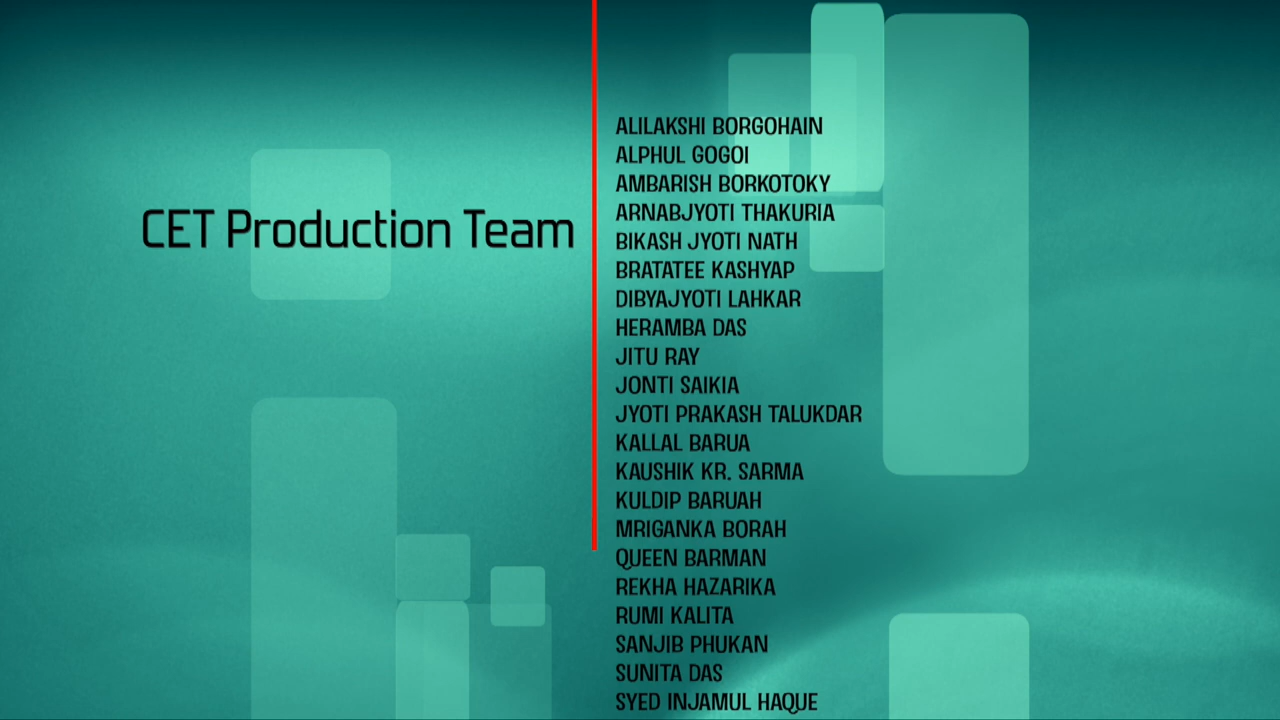 CET Production Team
ALILAKSHI BORGOHAIN
ALPHUL GOGOI
AMBARISH BORKOTOKY
ARNABJYOTI THAKURIA
BIKASH JYOTI NATH
BRATATEE KASHYAP
DIBYAJYOTI LAHKAR
HERAMBA DAS
JITU RAY
JONTI SAIKIA
JYOTI PRAKASH TALUKDAR
KALLAL BARUA
KAUSHIK KR. SARMA
KULDIP BARUAH
MRIGANKA BORAH
QUEEN BARMAN
REKHA HAZARIKA
RUMI KALITA
SANJIB PHUKAN
SUNITA DAS
SYED INJAMUL HAQUE